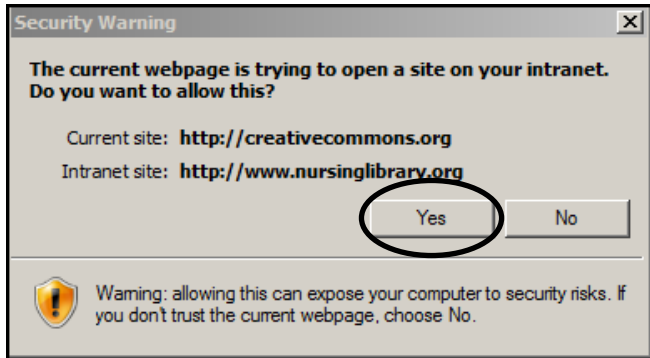 Security Warning
The current webpage is trying to open a site on your intranet.
Do you want to allow this?
Current site: http://creativecommons.org
Intranet site: http://www.nursinglibrary.org
Yes No
Warning: allowing this can expose your computer to security risks. If
you don't trust the current webpage, choose No.